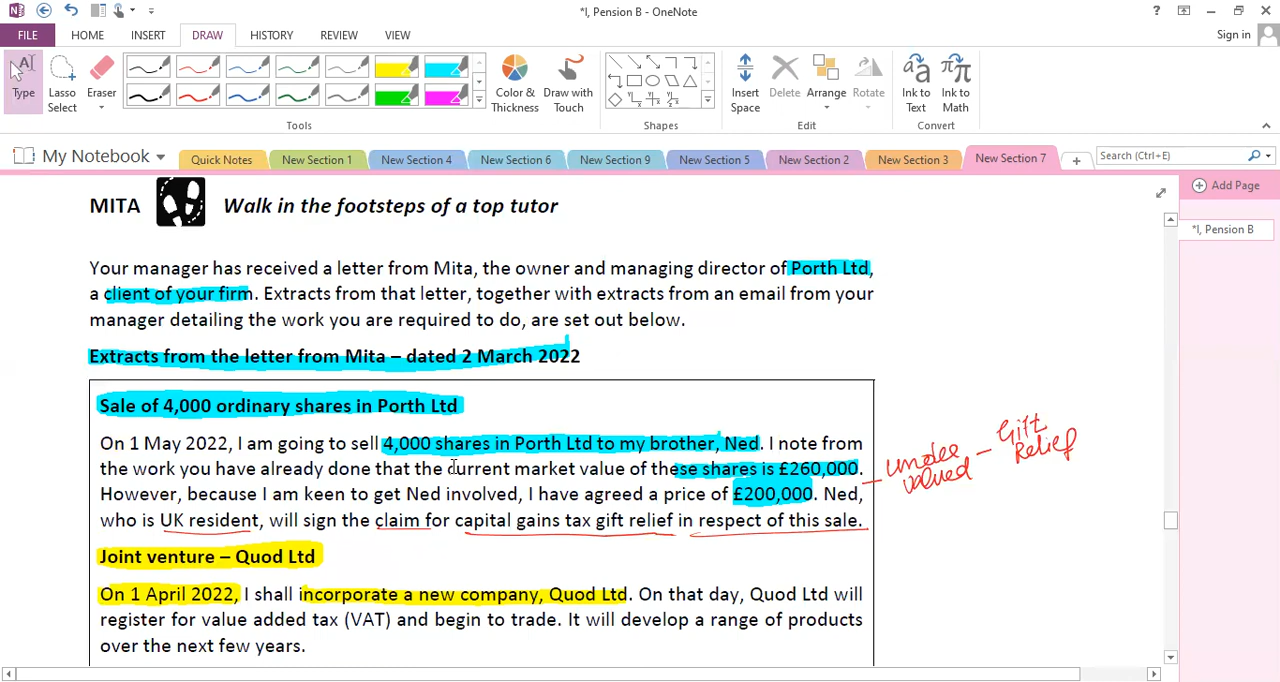 *I, Pension B - OneNote
Sign in
FILE HOME INSERT DRAW HISTORY REVIEW VIEW
Type
Lasso Select
Eraser
Color & Thickness
Draw with Touch
Insert Space
Delete
Arrange
Rotate
Ink to Text
Ink to Math
Tools Shapes Edit Convert
My Notebook Quick Notes New Section 1 New Section 4 New Section 6 New Section 9 New Section 5 New Section 2 New Section 3 New Section 7 Search (Ctrl+E)
Add Page
*I, Pension B
MITA Walk in the footsteps of a top tutor
Your manager has received a letter from Mita, the owner and managing director of Porth Ltd,
a client of your firm. Extracts from that letter, together with extracts from an email from your
manager detailing the work you are required to do, are set out below.
Extracts from the letter from Mita – dated 2 March 2022
Sale of 4,000 ordinary shares in Porth Ltd
On 1 May 2022, I am going to sell 4,000 shares in Porth Ltd to my brother, Ned. I note from
the work you have already done that the current market value of these shares is £260,000.
However, because I am keen to get Ned involved, I have agreed a price of £200,000. Ned,
who is UK resident, will sign the claim for capital gains tax gift relief in respect of this sale.
undee valued – Gift Relief
Joint venture – Quod Ltd
On 1 April 2022, I shall incorporate a new company, Quod Ltd. On that day, Quod Ltd will
register for value added tax (VAT) and begin to trade. It will develop a range of products
over the next few years.